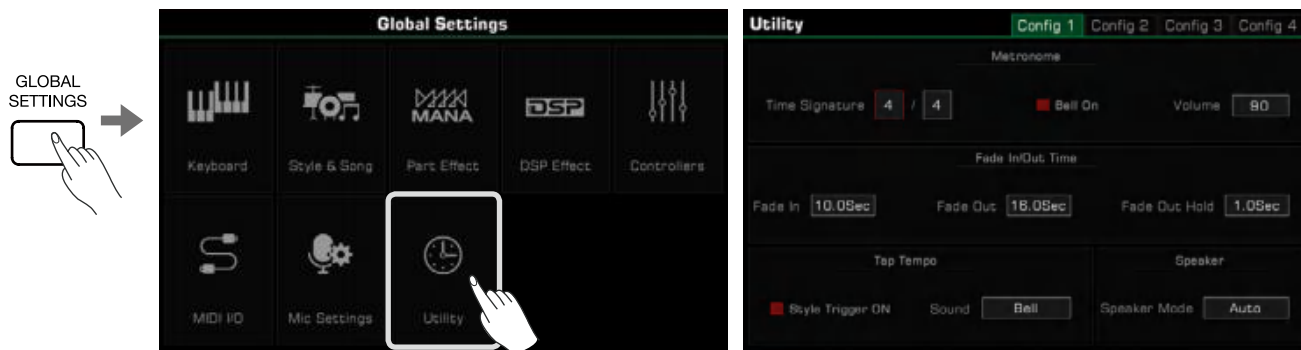 GLOBAL
SETTINGS
Global Settings
MANA
DSP
Keyboard
Style & Song
Part Effect
DSP Effect
Controllers
MIDI I/O
Mic Settings
Utility
Utility
Config 1
Config 2
Config 3
Config 4
Metronome
Time Signature 4 / 4
Bell On
Volume 90
Fade In/Out Time
Fade In 10.0Sec
Fade Out 16.0Sec
Fade Out Hold 1.0Sec
Tap Tempo
Speaker
Style Trigger ON
Sound Bell
Speaker Mode Auto